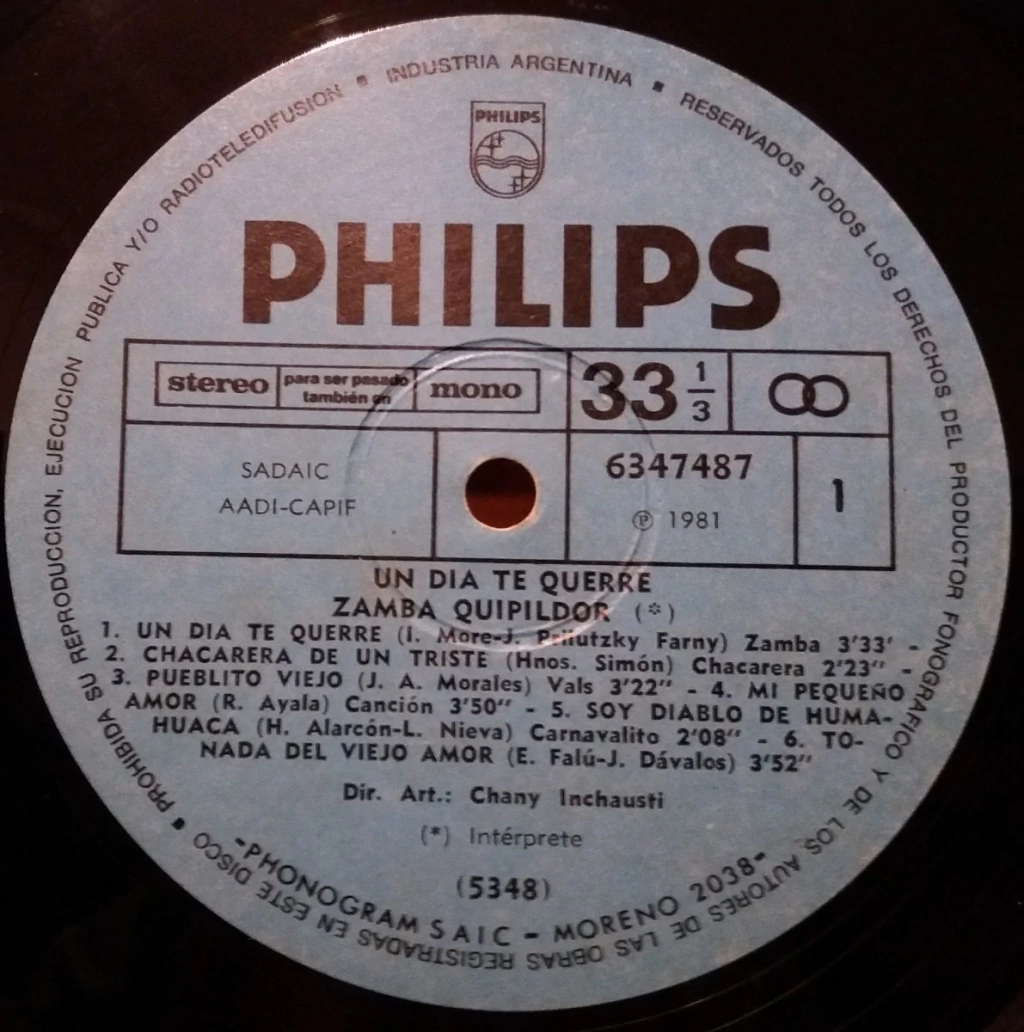 PROHIBIDA SU REPRODUCCION, EJECUCION PUBLICA Y/O RADIOTELEDIFUSION ▪ INDUSTRIA ARGENTINA ▪ RESERVADOS TODOS LOS DERECHOS DEL PRODUCTOR FONOGRAFICO Y DE LOS AUTORES DE LAS OBRAS REGISTRADAS EN ESTE DISCO ▪
PHILIPS
PHILIPS
stereo
para ser pasado
también en
mono
33 1/3
SADAIC
AADI-CAPIF
6347487
℗ 1981
1
UN DIA TE QUERRE
ZAMBA QUIPILDOR (*)
1. UN DIA TE QUERRE (I. More-J. Prilutzky Farny) Zamba 3'33' -
2. CHACARERA DE UN TRISTE (Hnos. Simón) Chacarera 2'23'' -
3. PUEBLITO VIEJO (J. A. Morales) Vals 3'22'' - 4. MI PEQUEÑO
AMOR (R. Ayala) Canción 3'50'' - 5. SOY DIABLO DE HUMA-
HUACA (H. Alarcón-L. Nieva) Carnavalito 2'08'' - 6. TO-
NADA DEL VIEJO AMOR (E. Falú-J. Dávalos) 3'52''
Dir. Art.: Chany Inchausti
(*) Intérprete
(5348)
-PHONOGRAM SAIC - MORENO 2038-